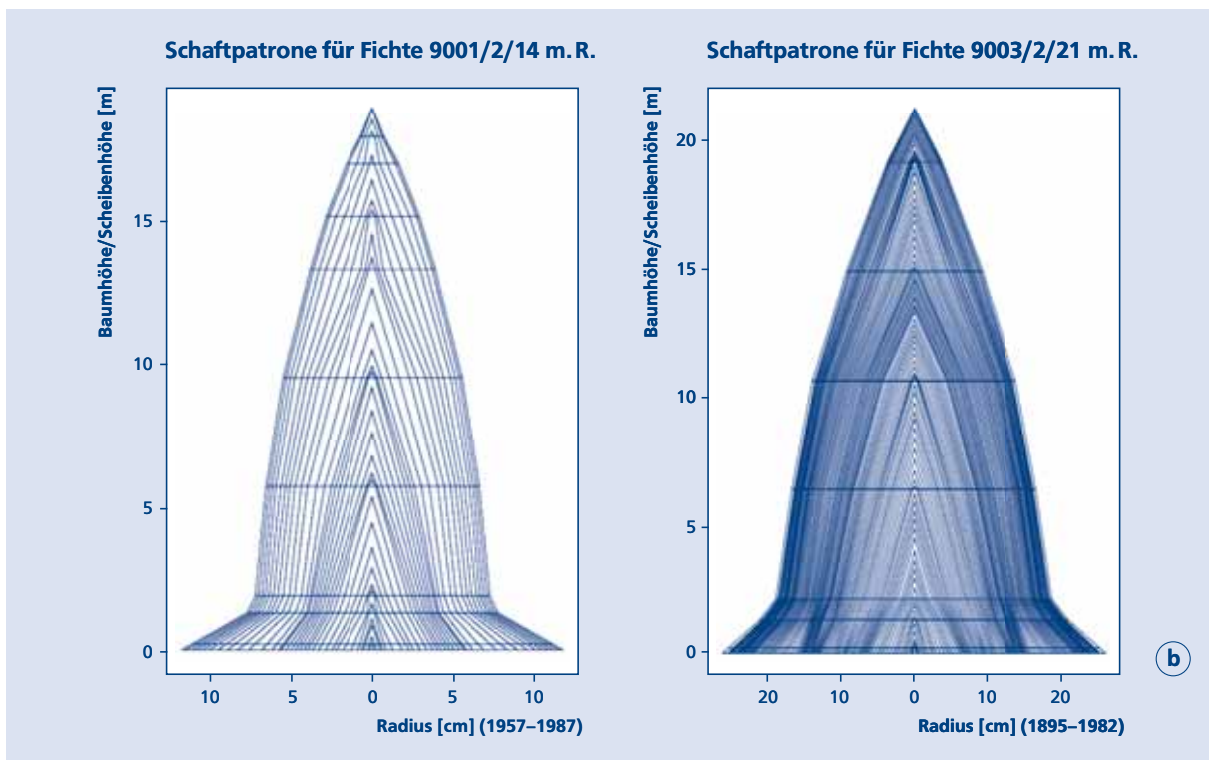 Schaftpatrone für Fichte 9001/2/14 m. R.
Baumhöhe/Scheibenhöhe [m]
15
10
5
0
10 5 0 5 10
Radius [cm] (1957–1987)
Schaftpatrone für Fichte 9003/2/21 m. R.
Baumhöhe/Scheibenhöhe [m]
20
15
10
5
0
20 10 0 10 20
Radius [cm] (1895–1982)
b